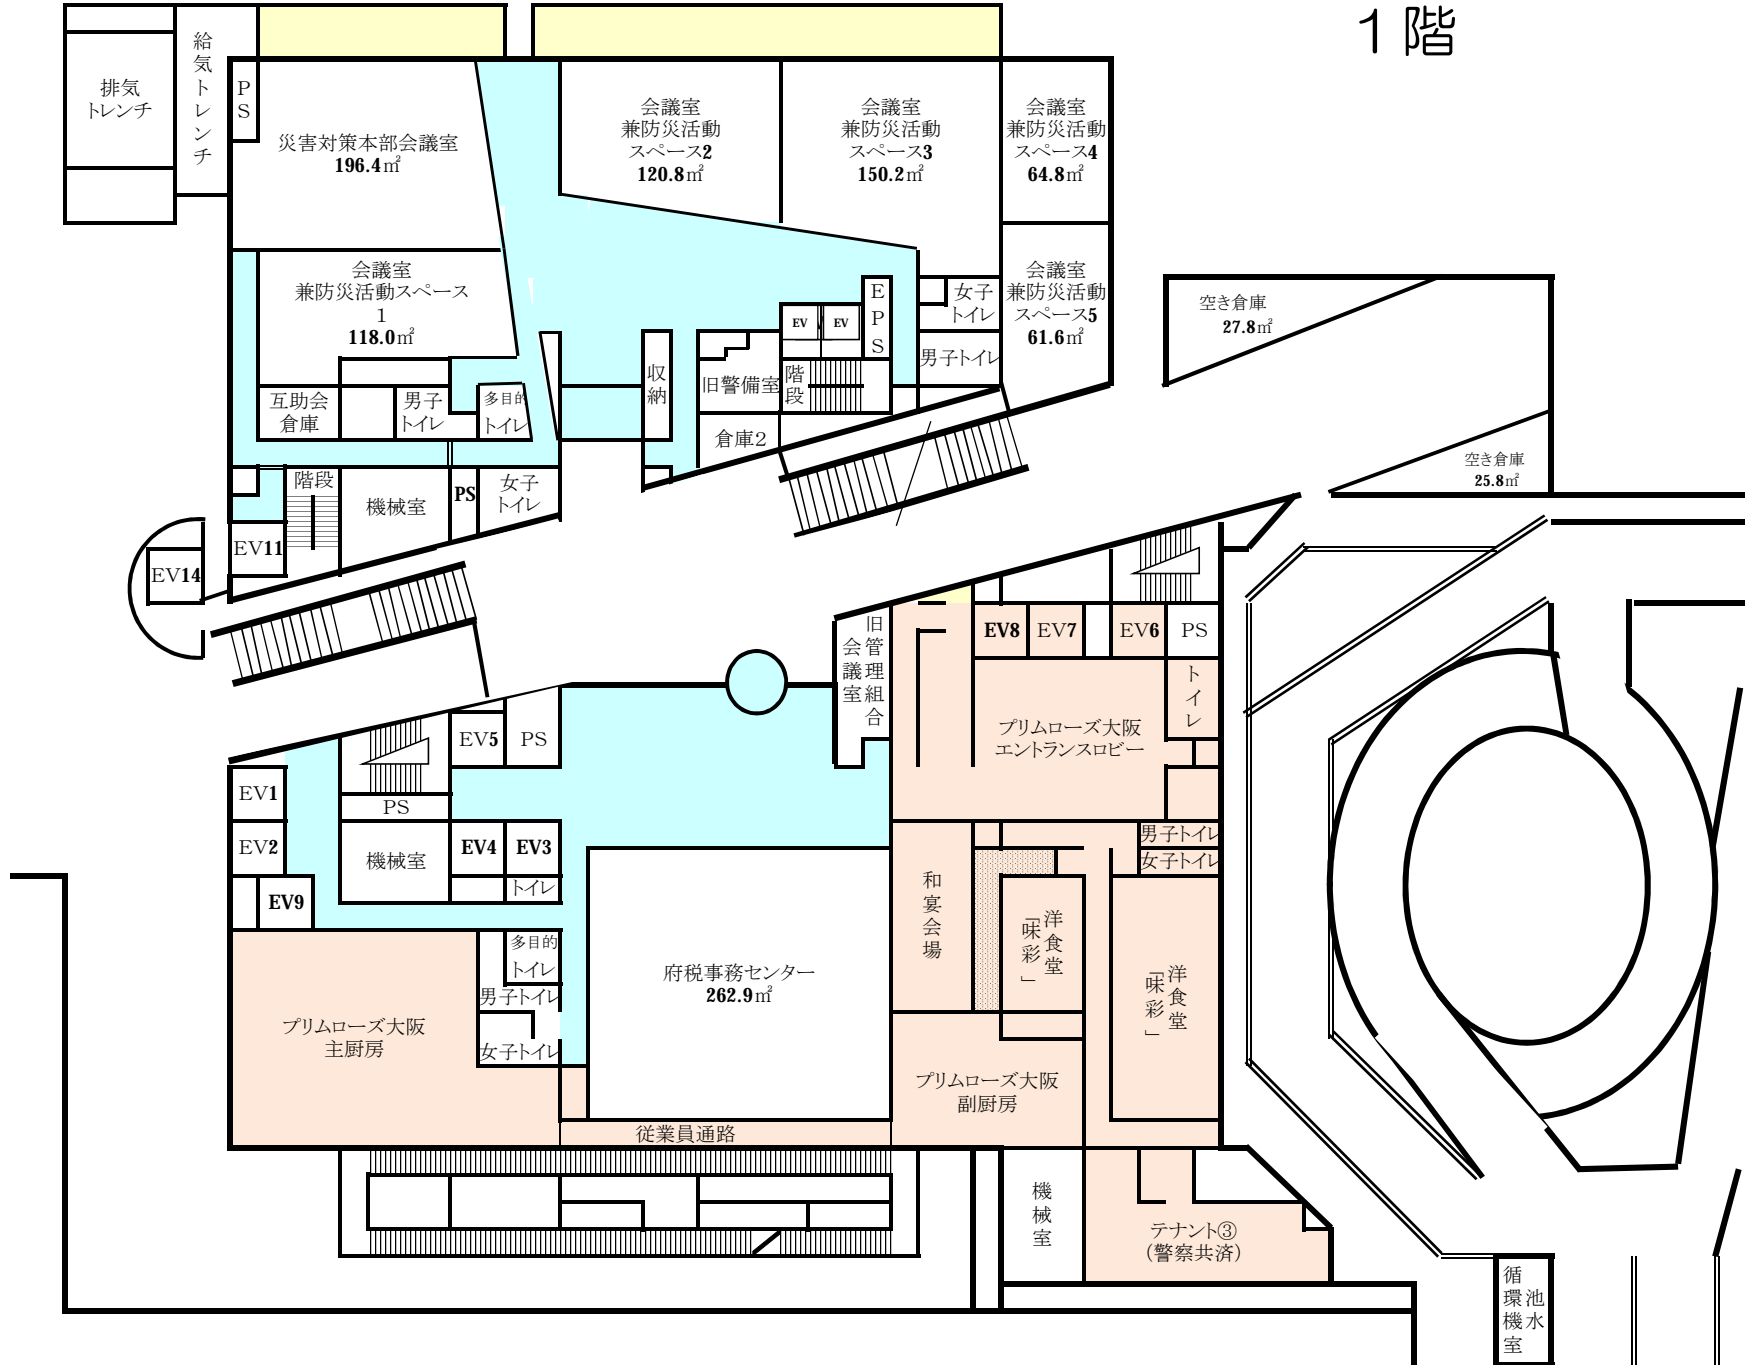 1階
排気
トレンチ
給気トレンチ
PS
災害対策本部会議室
196.4㎡
会議室
兼防災活動
スペース2
120.8㎡
会議室
兼防災活動
スペース3
150.2㎡
会議室
兼防災活動
スペース4
64.8㎡
会議室
兼防災活動スペース
1
118.0㎡
EV
EV
EPS
女子
トイレ
会議室
兼防災活動
スペース5
61.6㎡
男子トイレ
空き倉庫
27.8㎡
空き倉庫
25.8㎡
互助会
倉庫
男子
トイレ
多目的
トイレ
収納
旧警備室
階段
倉庫2
階段
機械室
PS
女子
トイレ
EV11
EV14
旧管理組合
会議室
EV8
EV7
EV6
PS
トイレ
プリムローズ大阪
エントランスロビー
EV5
PS
EV1
PS
EV2
機械室
EV4
EV3
トイレ
EV9
男子トイレ
女子トイレ
和宴会場
洋食堂
「味彩」
洋食堂
「味彩」
多目的
トイレ
男子トイレ
女子トイレ
府税事務センター
262.9㎡
プリムローズ大阪
主厨房
プリムローズ大阪
副厨房
従業員通路
機械室
テナント③
(警察共済)
池水
循環機室